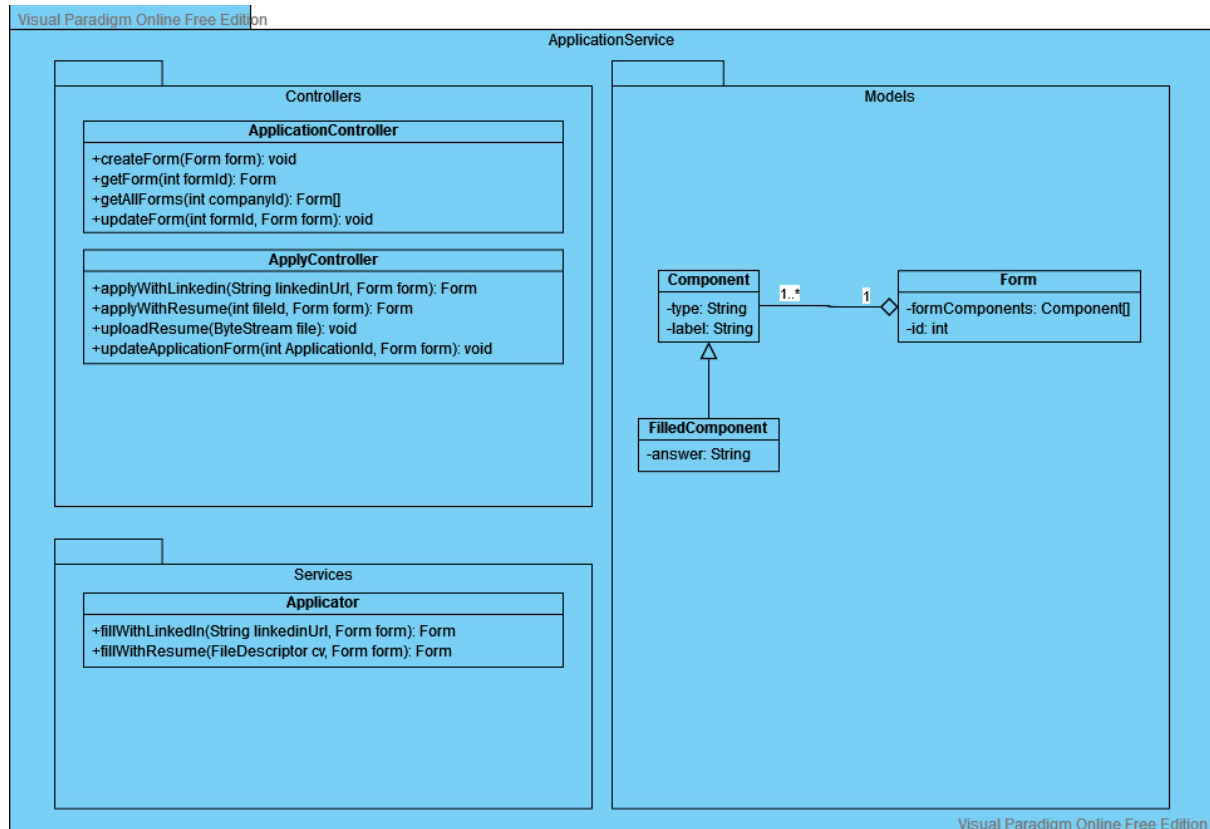 Visual Paradigm Online Free Edition
ApplicationService
Controllers
ApplicationController
+createForm(Form form): void
+getForm(int formId): Form
+getAllForms(int companyId): Form[]
+updateForm(int formId, Form form): void
ApplyController
+applyWithLinkedin(String linkedinUrl, Form form): Form
+applyWithResume(int fileId, Form form): Form
+uploadResume(ByteStream file): void
+updateApplicationForm(int ApplicationId, Form form): void
Services
Applicator
+fillWithLinkedIn(String linkedinUrl, Form form): Form
+fillWithResume(FileDescriptor cv, Form form): Form
Models
Component
-type: String
-label: String
1..*
1
Form
-formComponents: Component[]
-id: int
FilledComponent
-answer: String
Visual Paradigm Online Free Edition